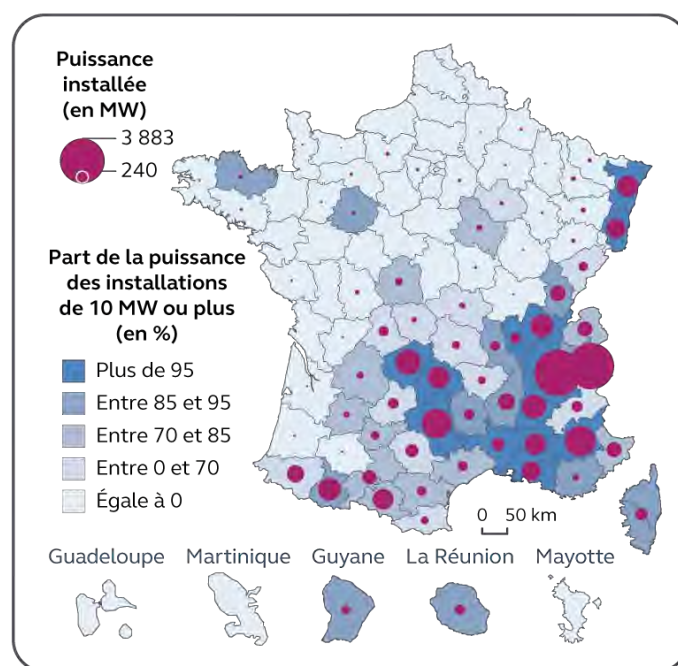 Puissance
installée
(en MW)
3 883
240
Part de la puissance
des installations
de 10 MW ou plus
(en %)
Plus de 95
Entre 85 et 95
Entre 70 et 85
Entre 0 et 70
Égale à 0
0 50 km
Guadeloupe Martinique Guyane La Réunion Mayotte